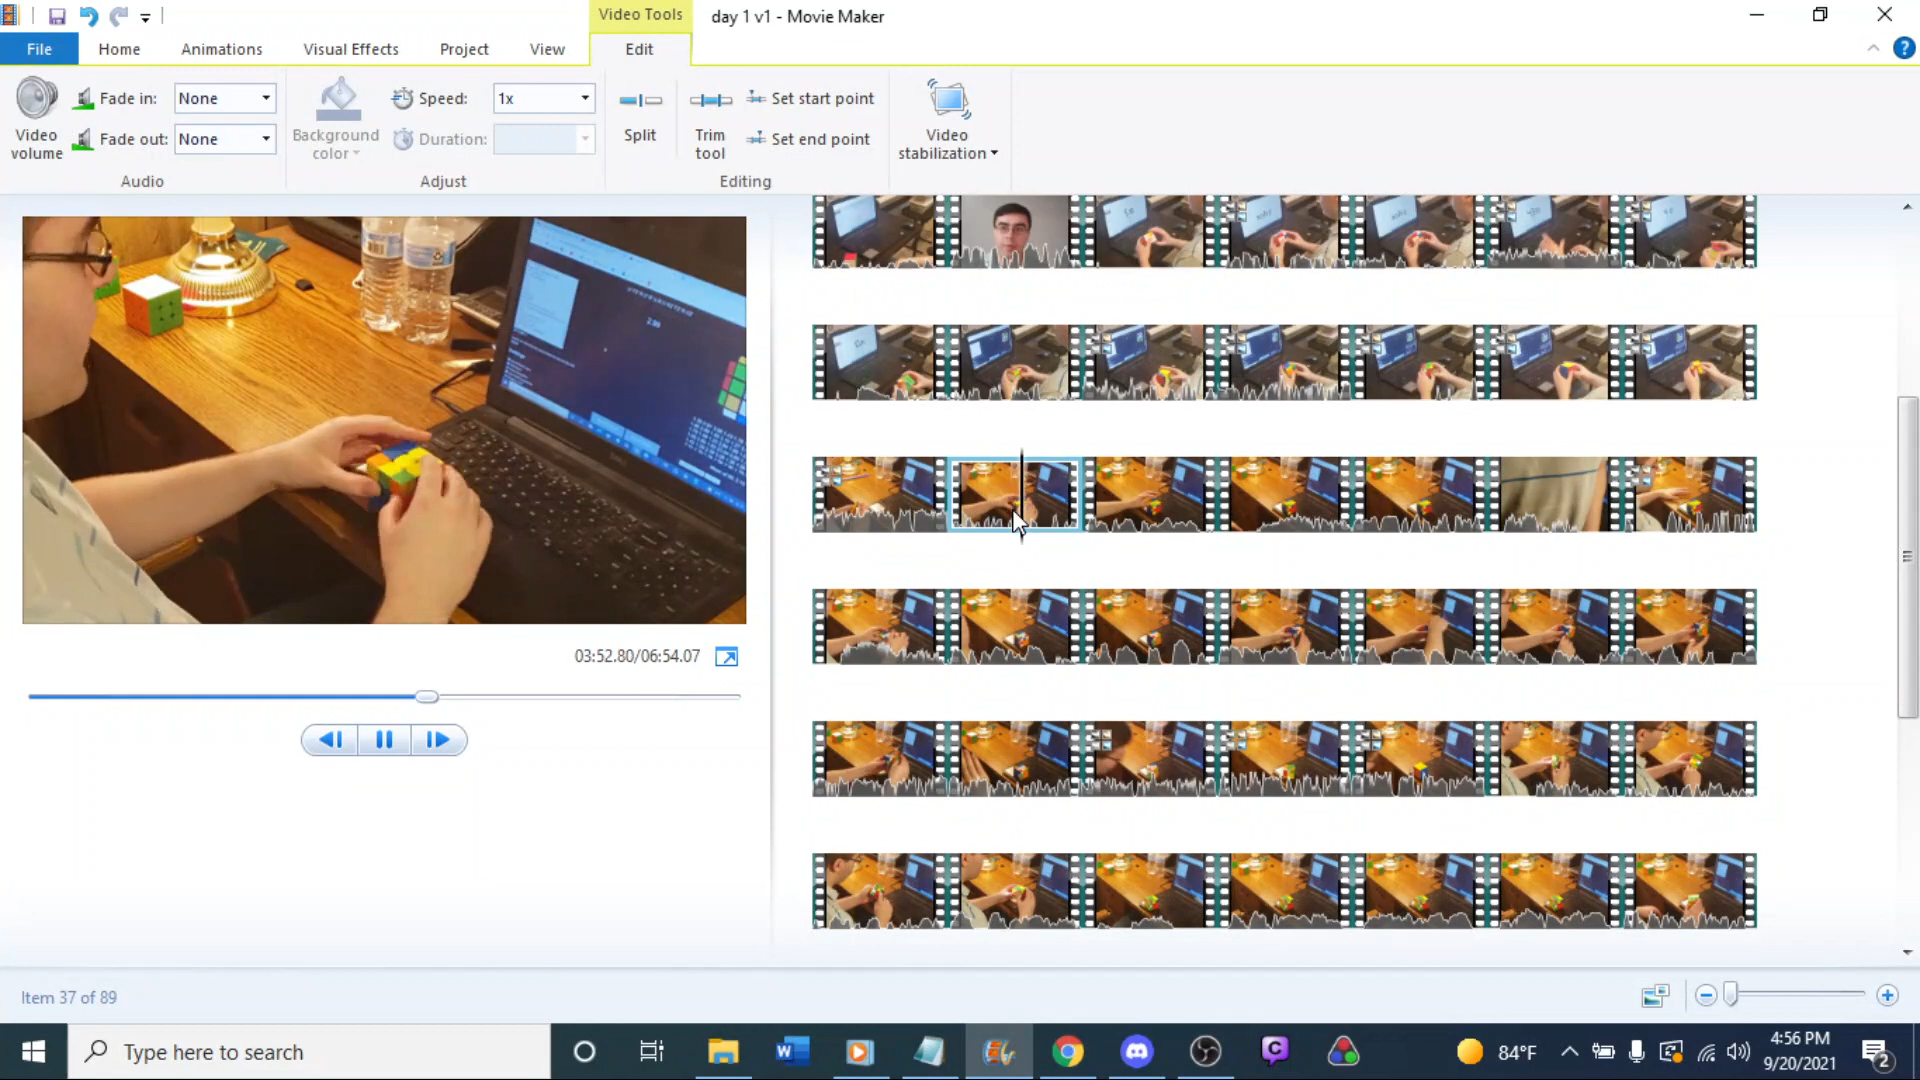 Video Tools
day 1 v1 - Movie Maker
File
Home
Animations
Visual Effects
Project
View
Edit
Video volume
Fade in:
None
Fade out:
None
Audio
Background color
Speed:
1x
Duration:
Adjust
Split
Trim tool
Set start point
Set end point
Editing
Video stabilization
03:52.80/06:54.07
Item 37 of 89
Type here to search
84°F
4:56 PM
9/20/2021
2